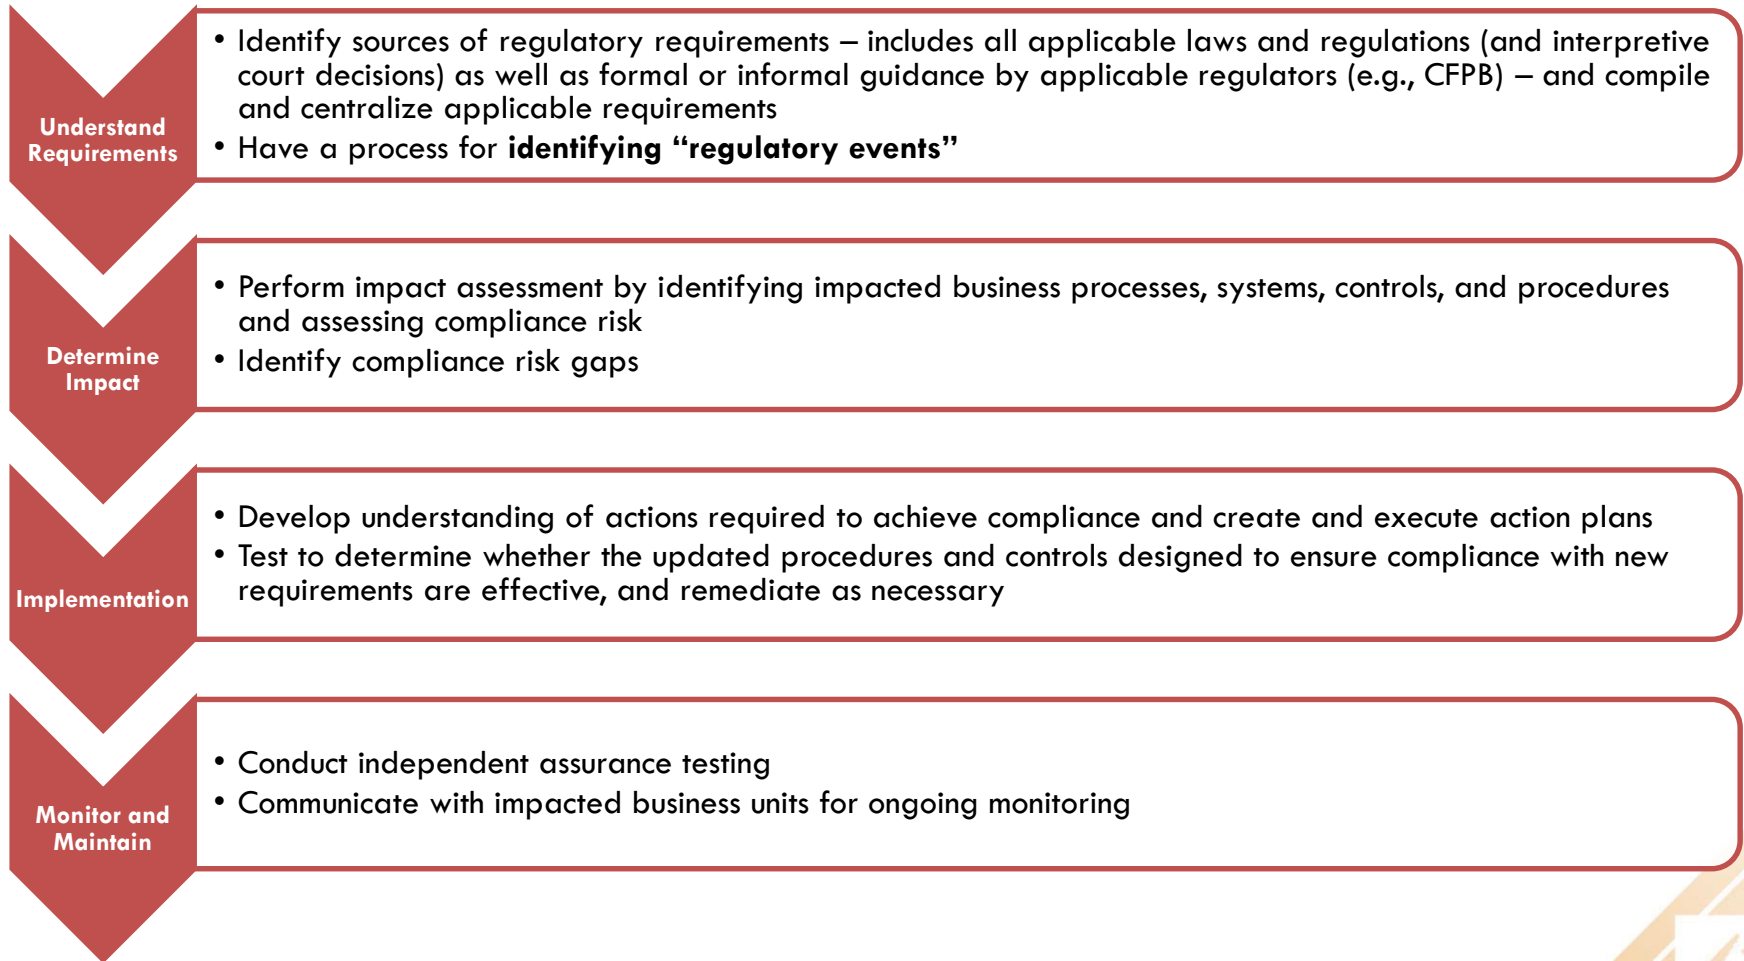 Understand
Requirements
• Identify sources of regulatory requirements – includes all applicable laws and regulations (and interpretive
court decisions) as well as formal or informal guidance by applicable regulators (e.g., CFPB) – and compile
and centralize applicable requirements
• Have a process for identifying “regulatory events”
Determine
Impact
• Perform impact assessment by identifying impacted business processes, systems, controls, and procedures
and assessing compliance risk
• Identify compliance risk gaps
Implementation
• Develop understanding of actions required to achieve compliance and create and execute action plans
• Test to determine whether the updated procedures and controls designed to ensure compliance with new
requirements are effective, and remediate as necessary
Monitor and
Maintain
• Conduct independent assurance testing
• Communicate with impacted business units for ongoing monitoring